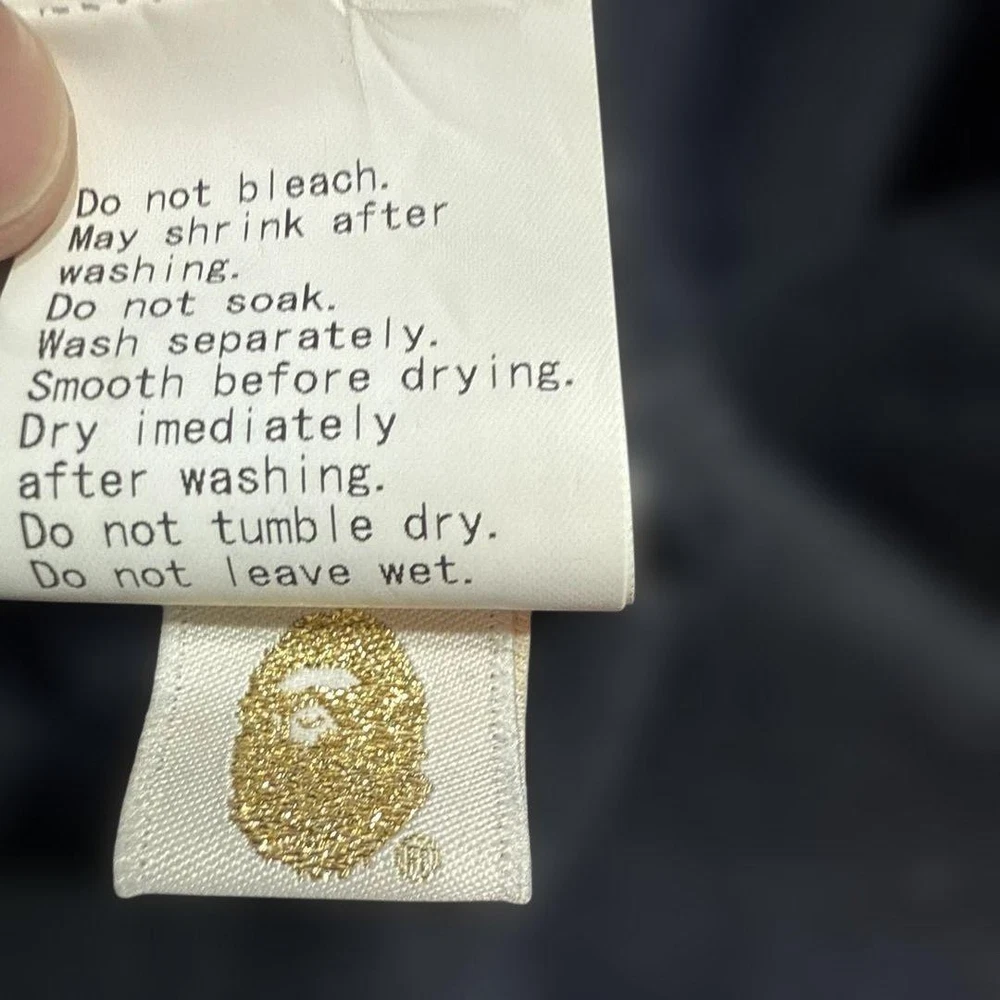 Do not bleach.
May shrink after
washing.
Do not soak.
Wash separately.
Smooth before drying.
Dry imediately
after washing.
Do not tumble dry.
Do not leave wet.